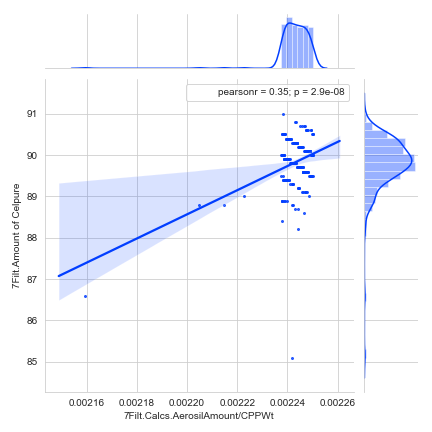 pearsonr = 0.35; p = 2.9e-08
91
90
89
88
87
86
85
7Filt.Amount of Celpure
0.00216 0.00218 0.00220 0.00222 0.00224 0.00226
7Filt.Calcs.AerosilAmount/CPPWt